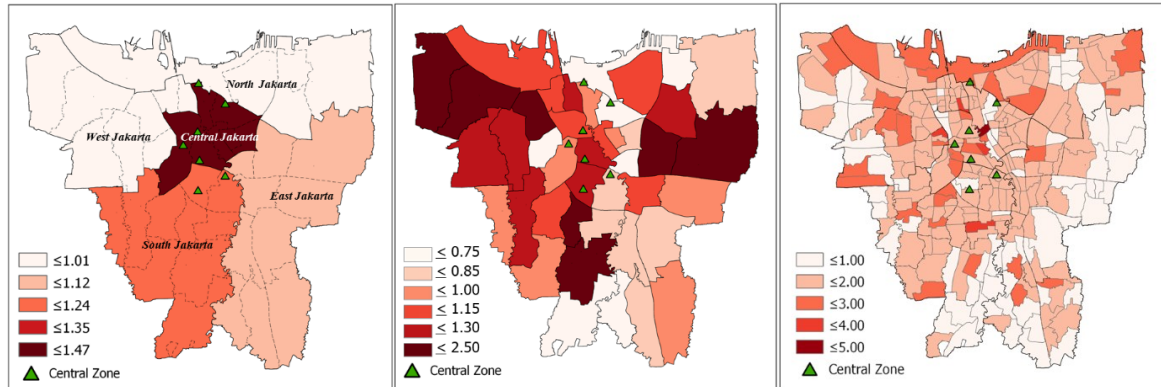 North Jakarta
West Jakarta
Central Jakarta
East Jakarta
South Jakarta
≤1.01
≤1.12
≤1.24
≤1.35
≤1.47
Central Zone
≤ 0.75
≤ 0.85
≤ 1.00
≤ 1.15
≤ 1.30
≤ 2.50
Central Zone
≤1.00
≤2.00
≤3.00
≤4.00
≤5.00
Central Zone